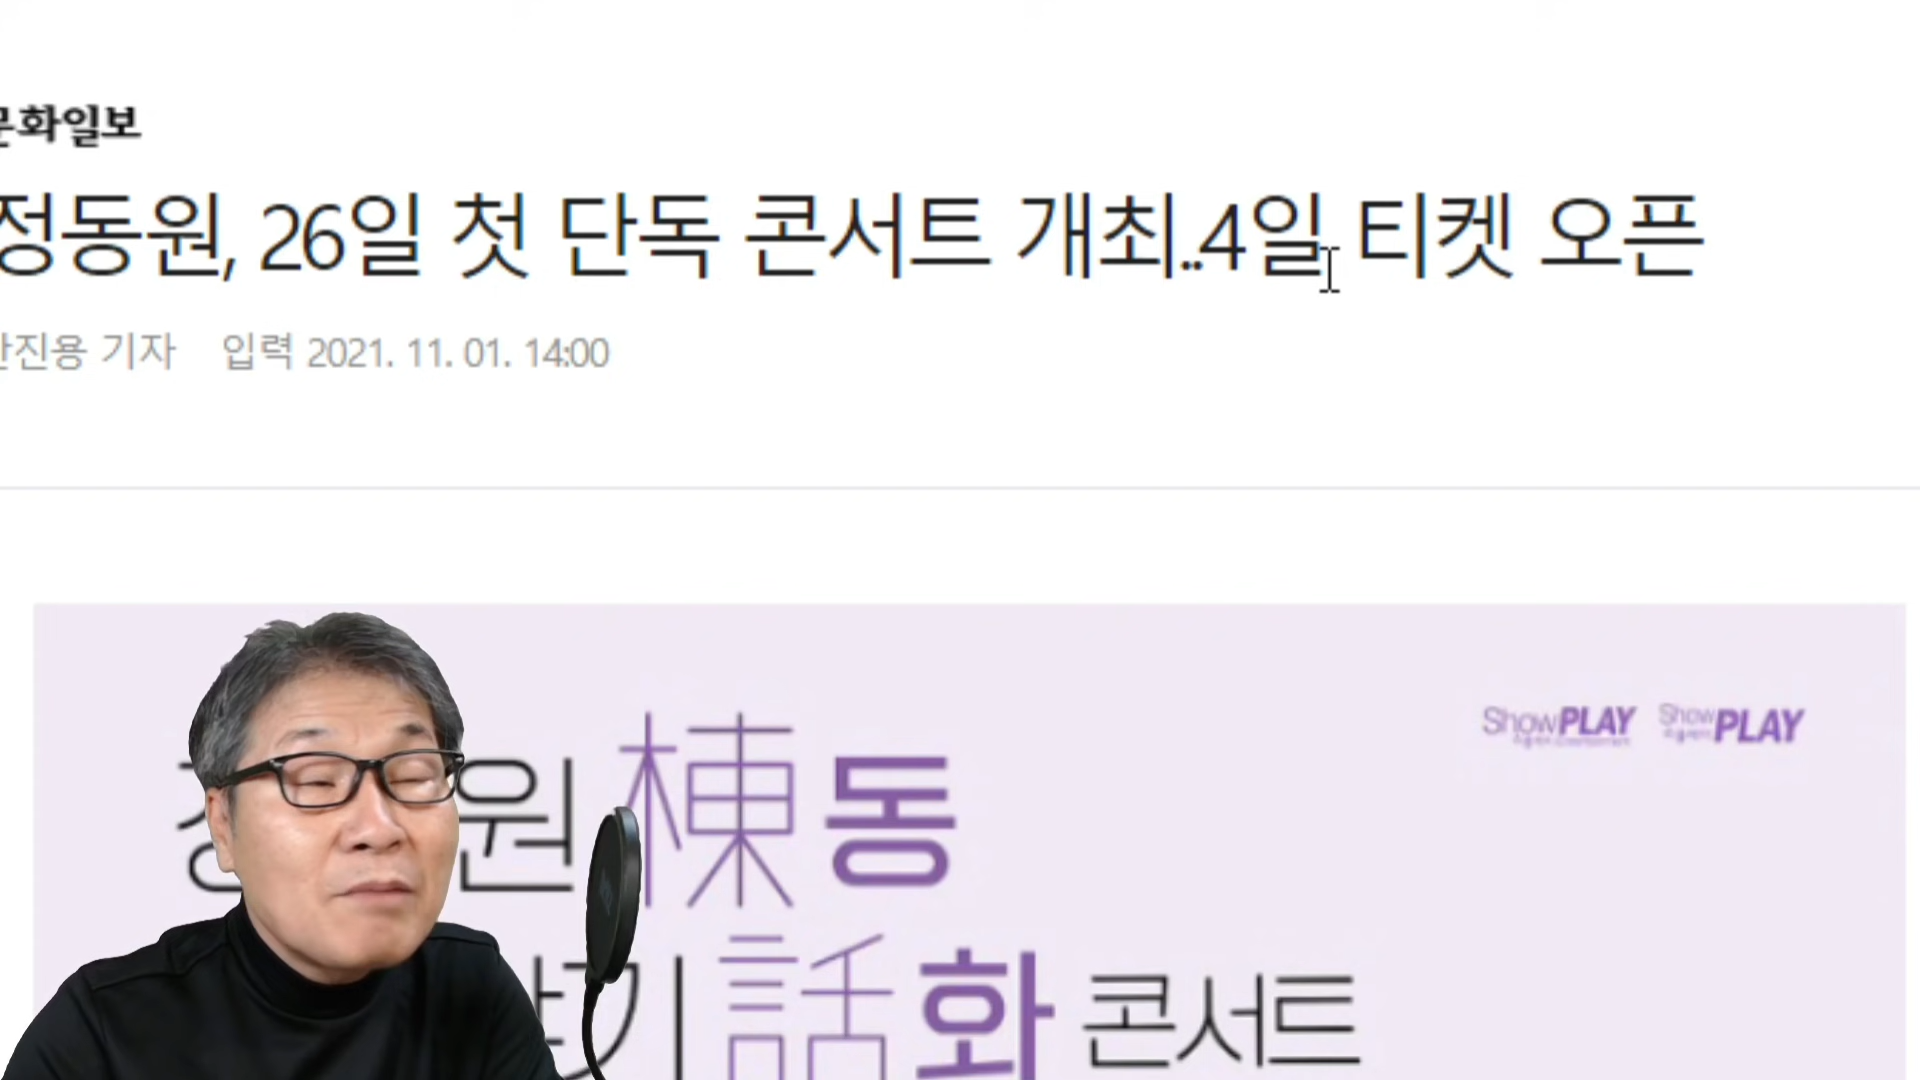 문화일보
정동원, 26일 첫 단독 콘서트 개최..4일 티켓 오픈
안진용 기자 입력 2021. 11. 01. 14:00
ShowPLAY ShowPLAY
원 棟 동
기 話 화 콘서트